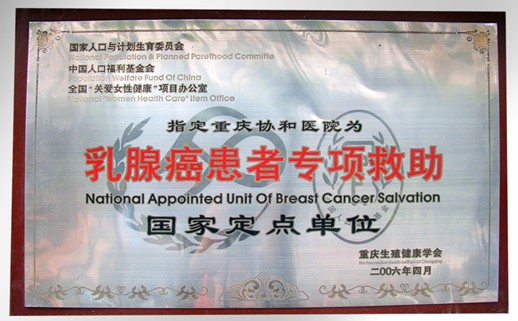 国家人口与计划生育委员会
National Population & Planned Parethood Committie
中国人口福利基金会
Population Welfare Fund Of China
全国“关爱女性健康”项目办公室
National "Women Health Care" Item Office
指定重庆协和医院为
乳腺癌患者专项救助
National Appointed Unit Of Breast Cancer Salvation
国家定点单位
重庆生殖健康学会
二00六年四月